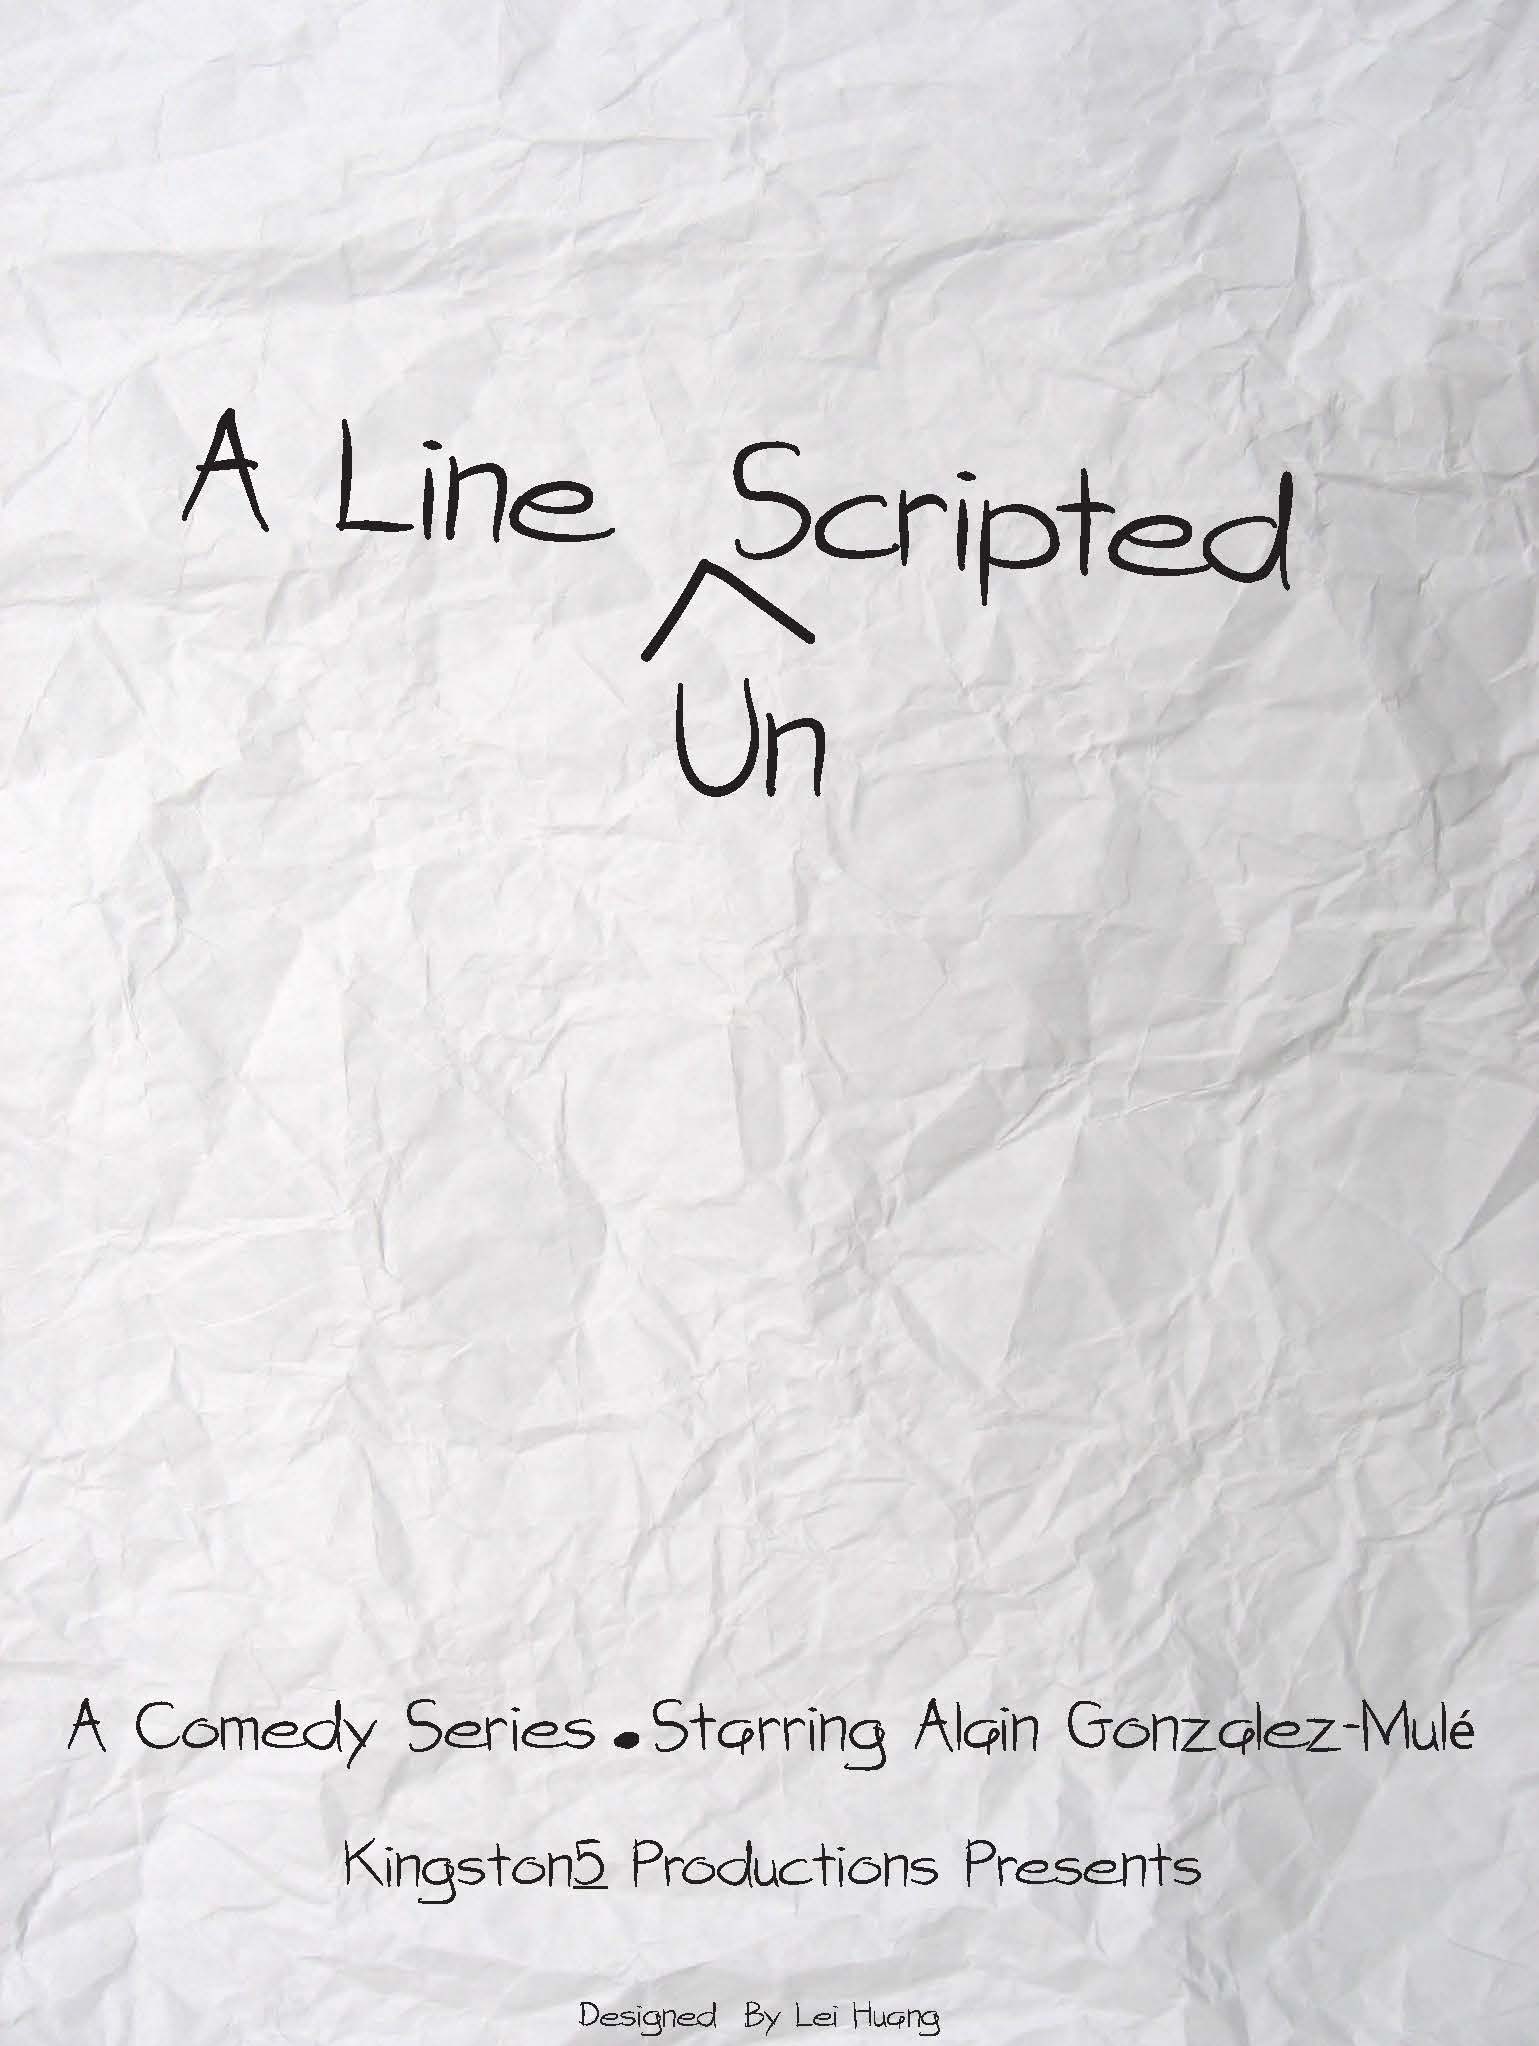 A Line Scripted
Un
A Comedy Series • Starring Alain Gonzalez-Mulé
Kingston5 Productions Presents
Designed By Lei Huang